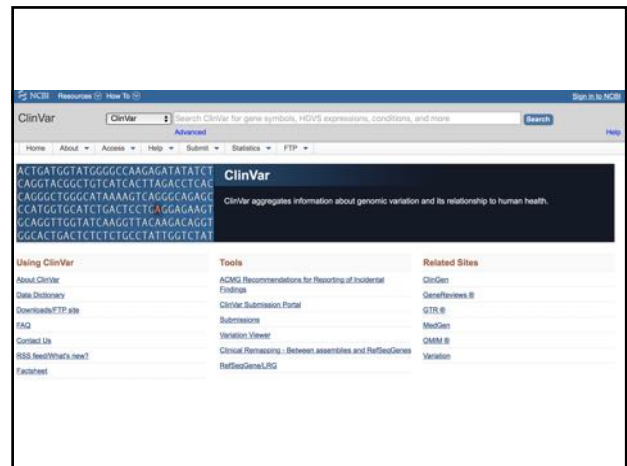 NCBI Resources How To Sign in to NCBI
ClinVar ClinVar Search ClinVar for gene symbols, HGVS expressions, conditions, and more Search
Advanced Help
Home About Access Help Submit Statistics FTP
ACTGATGGTATGGGGCCAAGAGATATATCT
CAGGTACGGCTGTCATCACTTAGACCTCAC
CAGGGCTGGGCATAAAAGTCAGGGCAGAGC
CCATGGTGCATCTGACTCCTGAGGAGAAGT
GCAGGTTGGTATCAAGGTTACAAGACAGGT
GGCACTGACTCTCTCTGCCTATTGGTCTAT
ClinVar
ClinVar aggregates information about genomic variation and its relationship to human health.
Using ClinVar
About ClinVar
Data Dictionary
Downloads/FTP site
FAQ
Contact Us
RSS feed/What's new?
Factsheet
Tools
ACMG Recommendations for Reporting of Incidental
Findings
ClinVar Submission Portal
Submissions
Variation Viewer
Clinical Remapping - Between assemblies and RefSeqGenes
RefSeqGene/LRG
Related Sites
ClinGen
GeneReviews ®
GTR ®
MedGen
OMIM ®
Variation